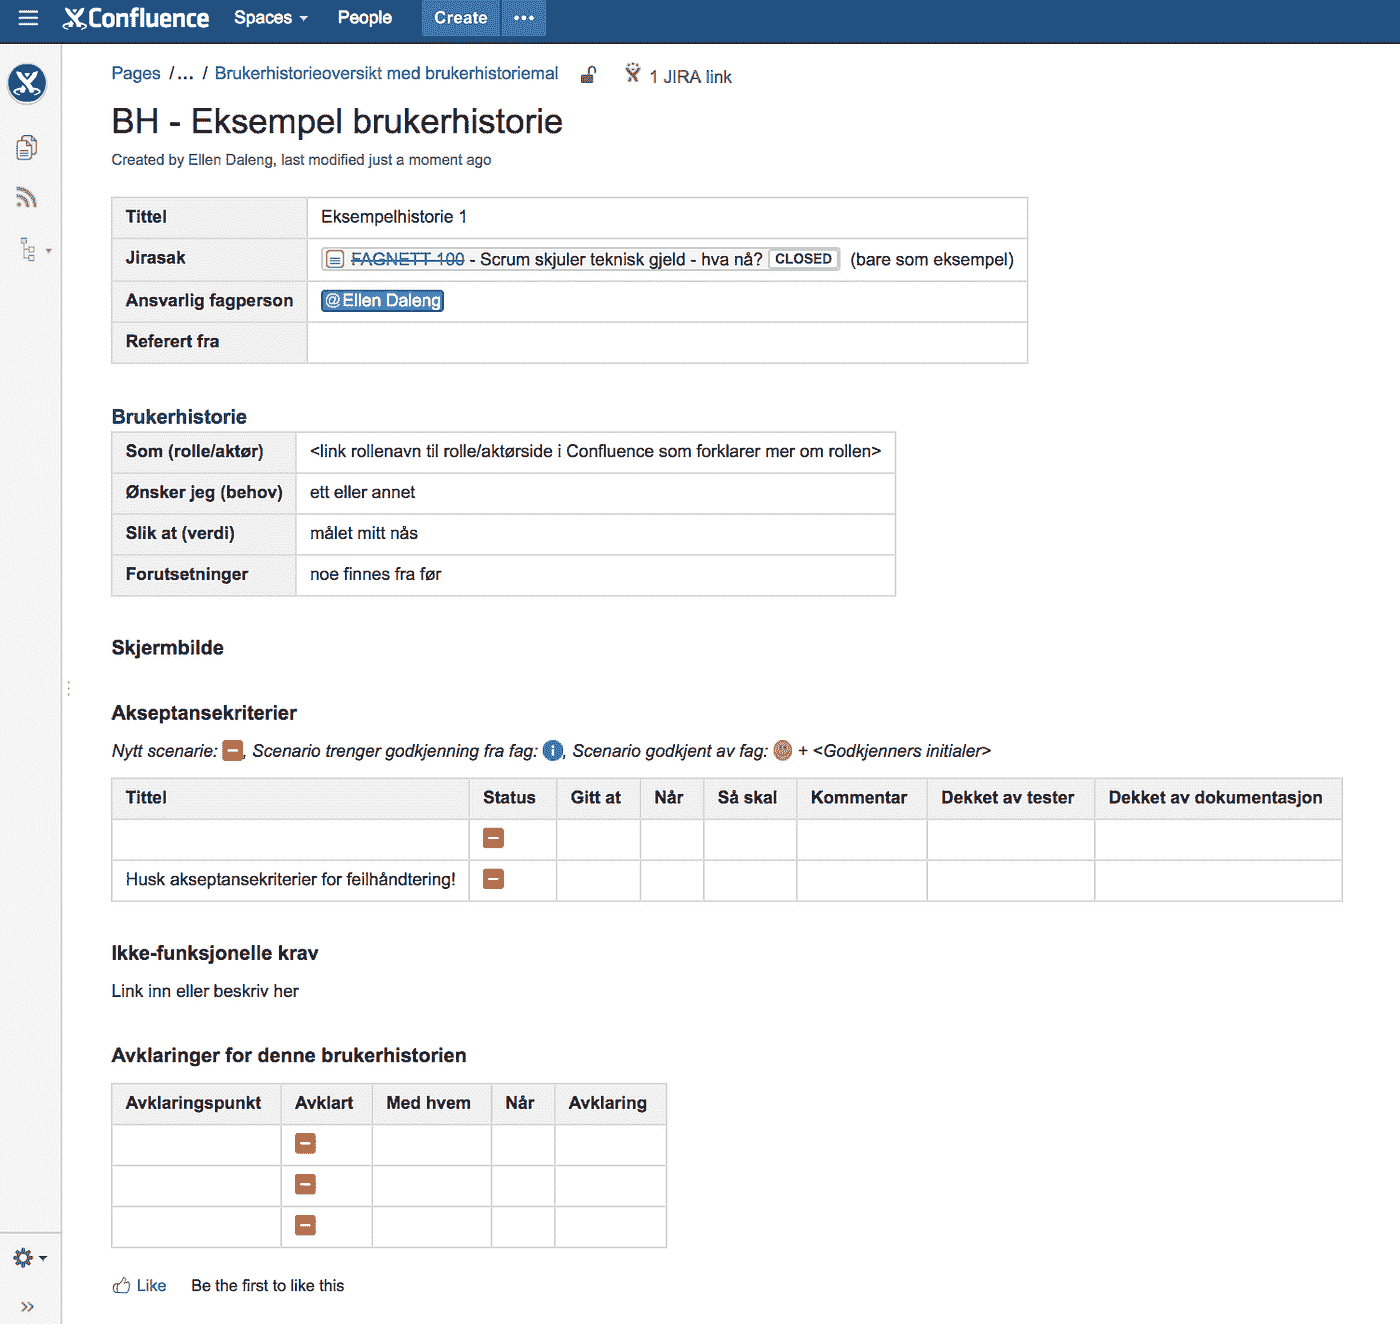 Confluence Spaces People Create •••
Pages /... / Brukerhistorieoversikt med brukerhistoriemal 1 JIRA link
BH - Eksempel brukerhistorie
Created by Ellen Daleng, last modified just a moment ago
Tittel Eksempelhistorie 1
Jirasak FAGNETT-100 - Scrum skjuler teknisk gjeld - hva nå? CLOSED (bare som eksempel)
Ansvarlig fagperson @Ellen Daleng
Referert fra
Brukerhistorie
Som (rolle/aktør) <link rollenavn til rolle/aktørside i Confluence som forklarer mer om rollen>
Ønsker jeg (behov) ett eller annet
Slik at (verdi) målet mitt nås
Forutsetninger noe finnes fra før
Skjermbilde
Akseptansekriterier
Nytt scenarie: , Scenario trenger godkjenning fra fag: , Scenario godkjent av fag: + <Godkjenners initialer>
Tittel Status Gitt at Når Så skal Kommentar Dekket av tester Dekket av dokumentasjon
Husk akseptansekriterier for feilhåndtering!
Ikke-funksjonelle krav
Link inn eller beskriv her
Avklaringer for denne brukerhistorien
Avklaringspunkt Avklart Med hvem Når Avklaring
Like Be the first to like this